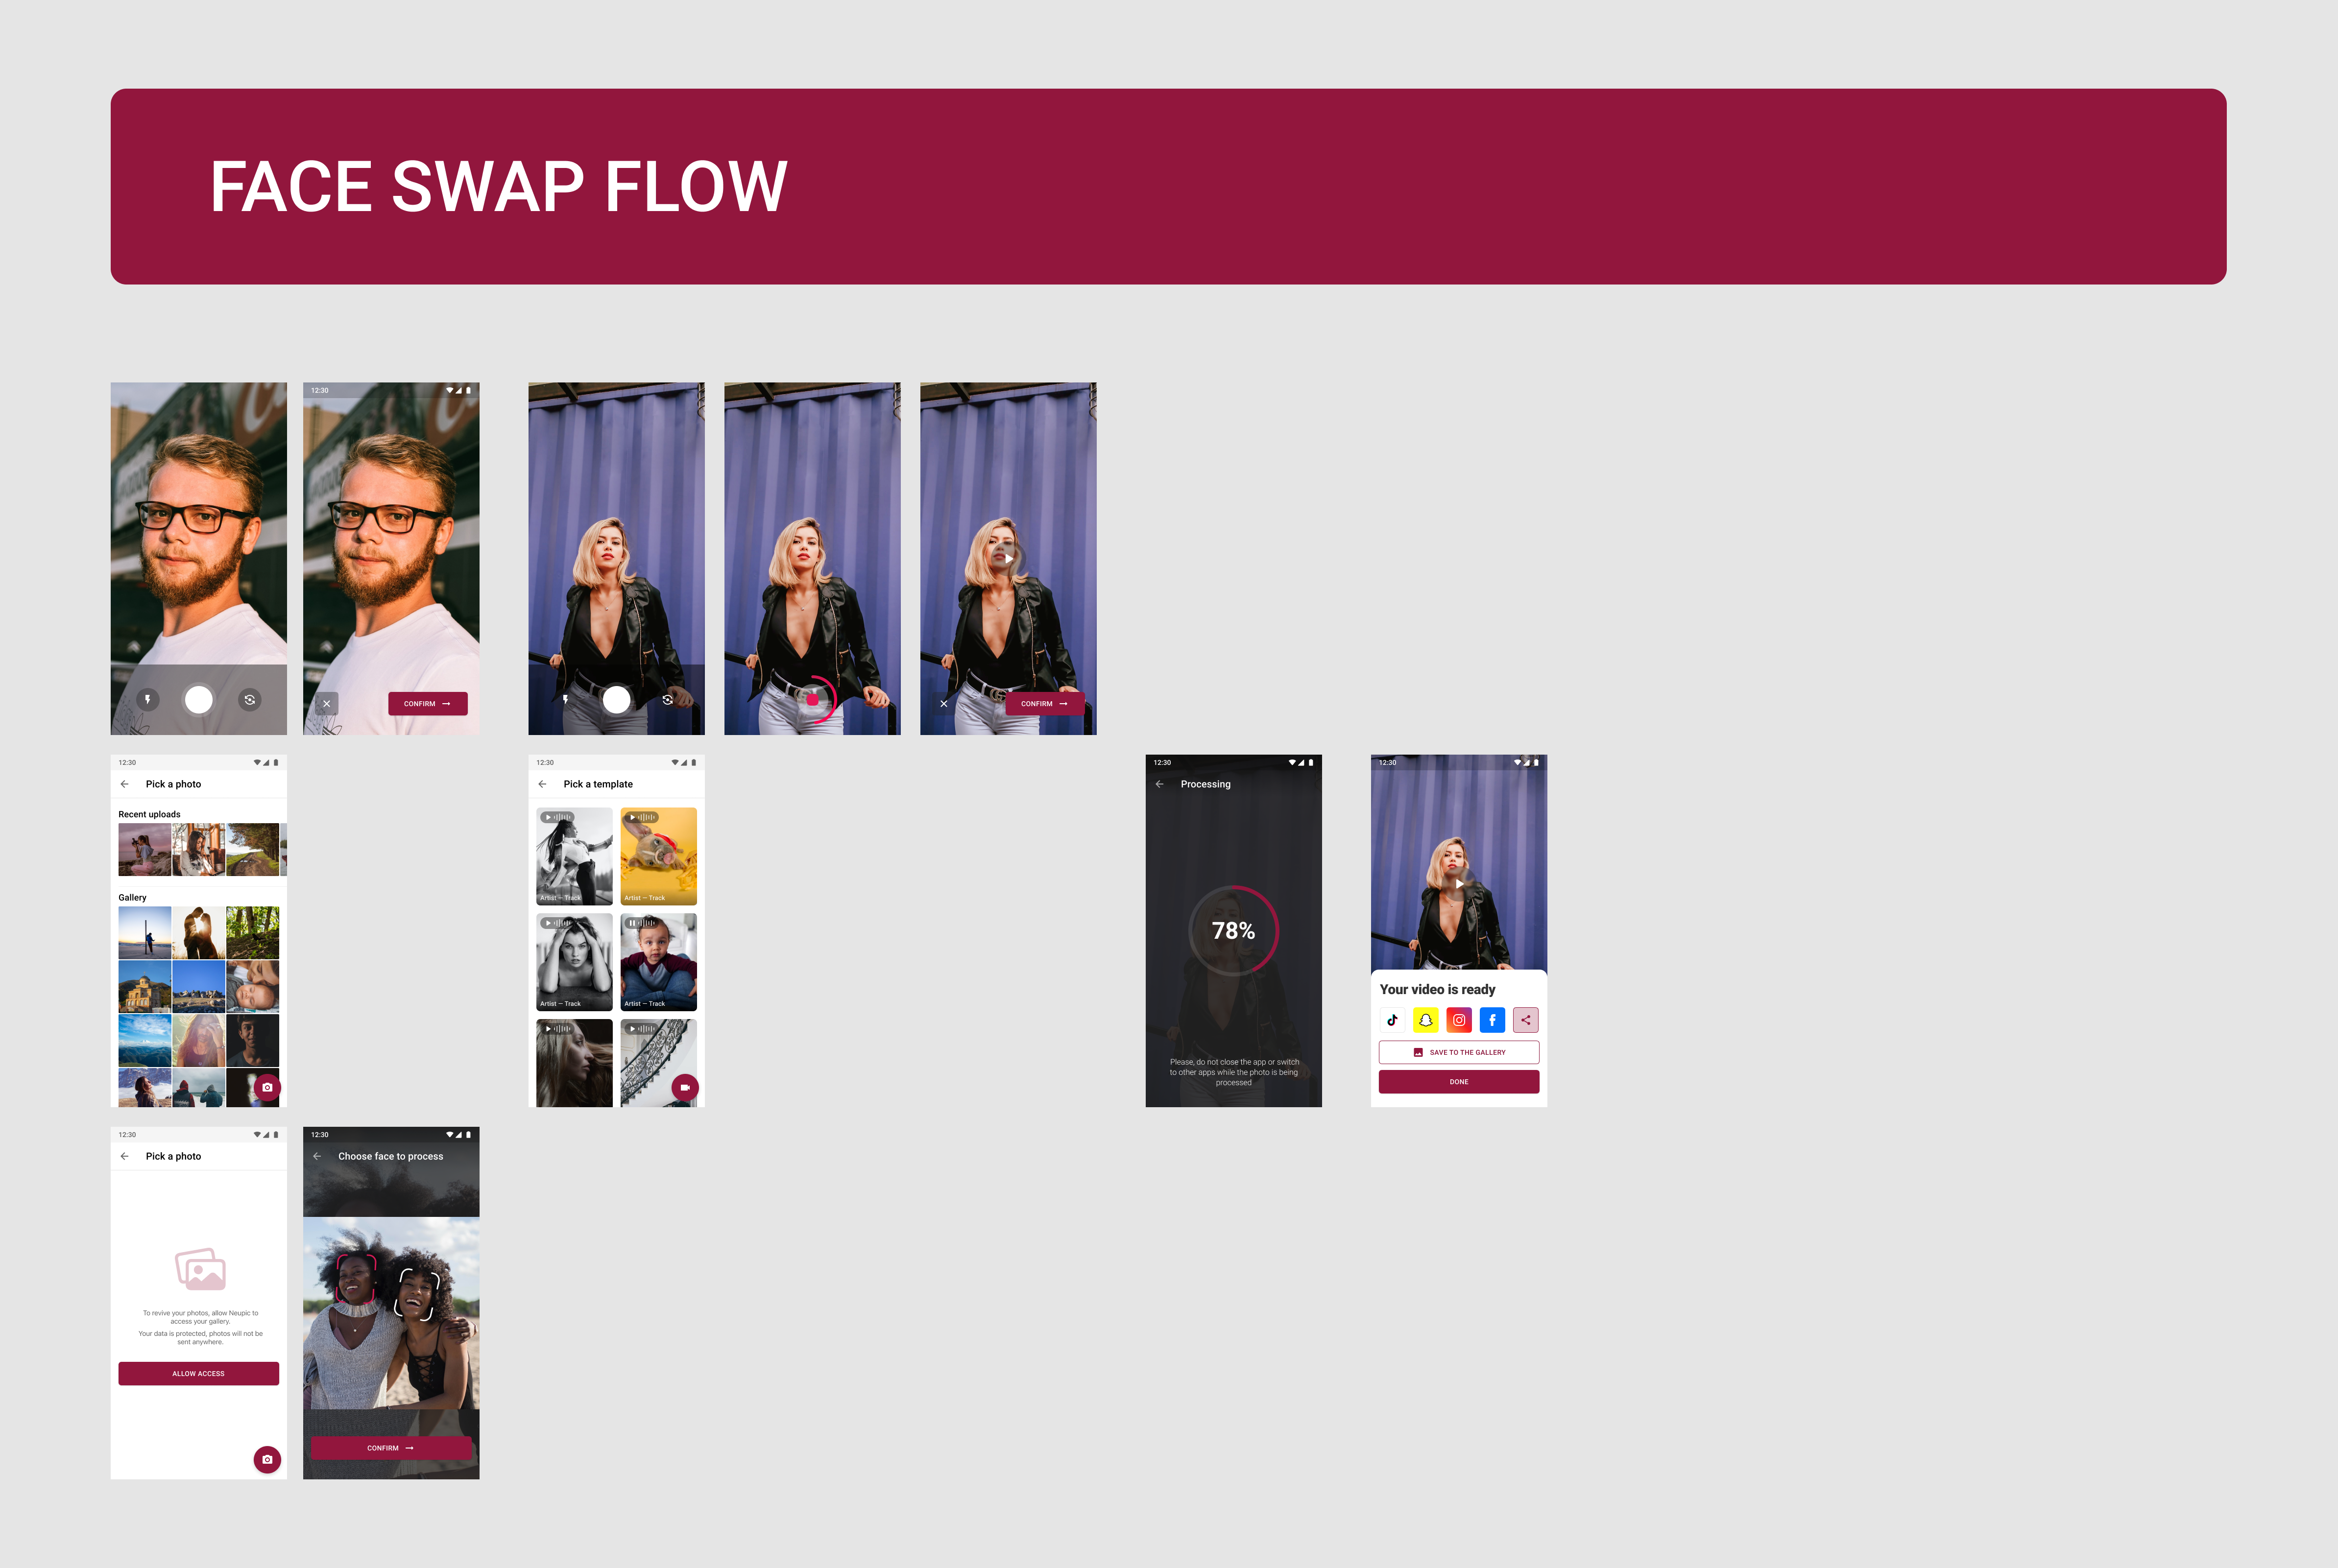 FACE SWAP FLOW
12:30
CONFIRM
CONFIRM
12:30
Pick a photo
Recent uploads
Gallery
12:30
Pick a template
Artist — Track
Artist — Track
Artist — Track
Artist — Track
12:30
Processing
78%
Please, do not close the app or switch
to other apps while the photo is being
processed
12:30
Your video is ready
SAVE TO THE GALLERY
DONE
12:30
Pick a photo
To revive your photos, allow Neupic to
access your gallery.
Your data is protected, photos will not be
sent anywhere.
ALLOW ACCESS
12:30
Choose face to process
CONFIRM